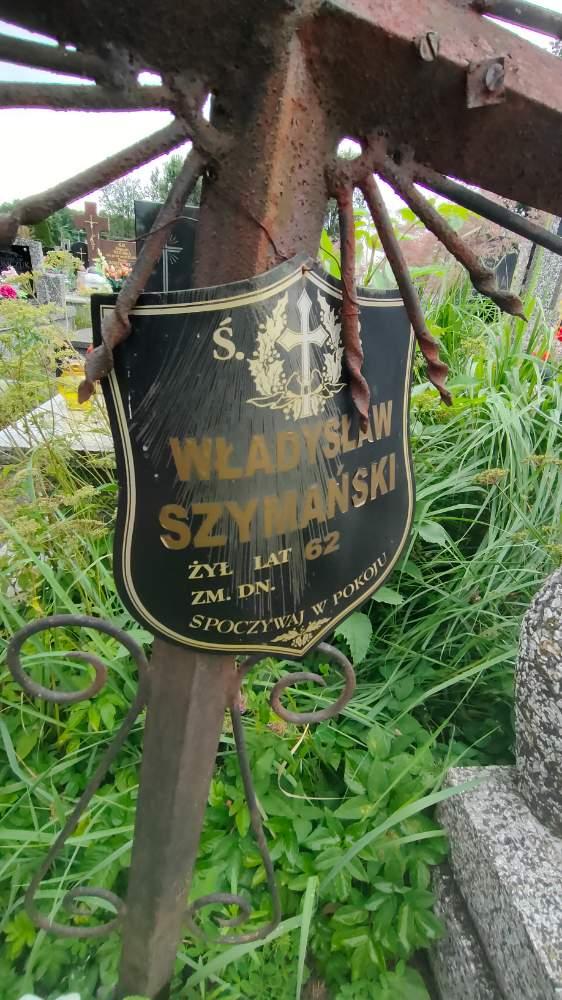 Ś.
WŁADYSŁAW
SZYMAŃSKI
ŻYŁ LAT 62
ZM. DN.
SPOCZYWAJ W POKOJU